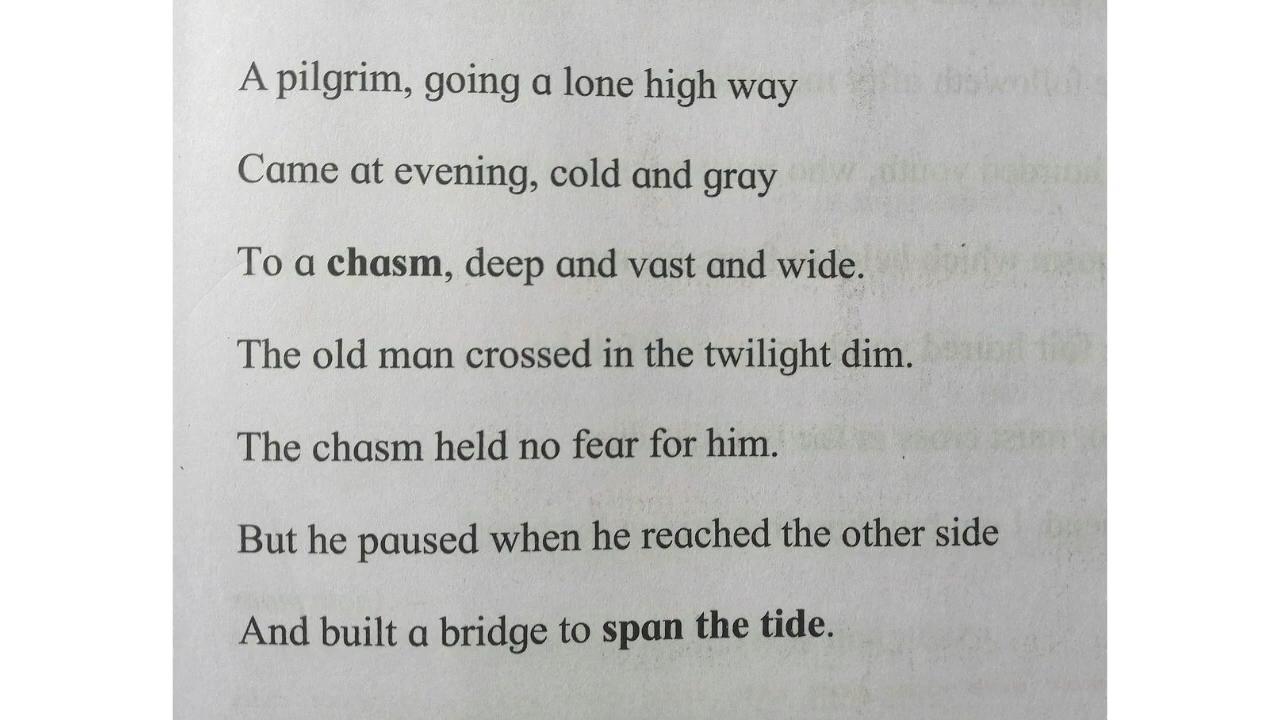 A pilgrim, going a lone high way
Came at evening, cold and gray
To a chasm, deep and vast and wide.
The old man crossed in the twilight dim.
The chasm held no fear for him.
But he paused when he reached the other side
And built a bridge to span the tide.